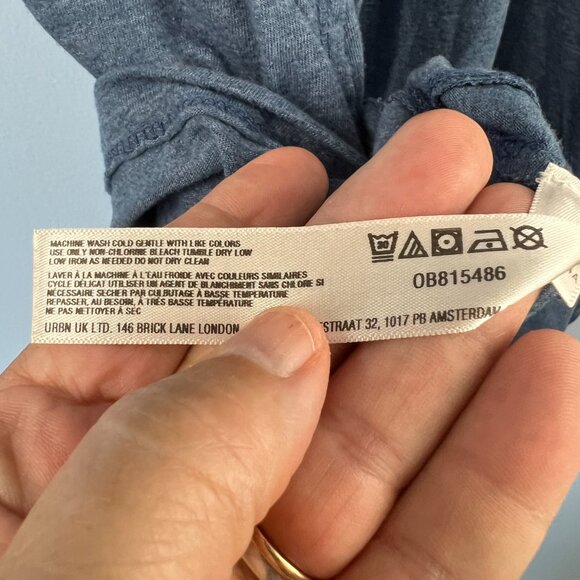 MACHINE WASH COLD GENTLE WITH LIKE COLORS
USE ONLY NON-CHLORINE BLEACH TUMBLE DRY LOW
LOW IRON AS NEEDED DO NOT DRY CLEAN
LAVER À LA MACHINE À L'EAU FROIDE AVEC COULEURS SIMILAIRES
CYCLE DÉLICAT UTILISER UN AGENT DE BLANCHIMENT SANS CHLORE SI
NÉCESSAIRE SÉCHER PAR CULBUTAGE À BASSE TEMPÉRATURE
REPASSER, AU BESOIN, À TRÈS BASSE TEMPÉRATURE
NE PAS NETTOYER À SEC
URBN UK LTD. 146 BRICK LANE LONDON
30
OB815486
STRAAT 32, 1017 PB AMSTERDAM